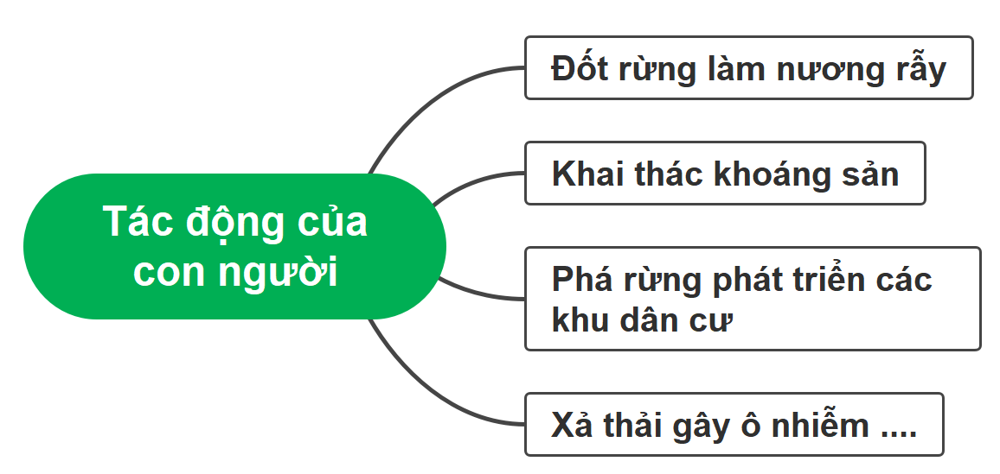 Tác động của
con người
Đốt rừng làm nương rẫy
Khai thác khoáng sản
Phá rừng phát triển các
khu dân cư
Xả thải gây ô nhiễm ....